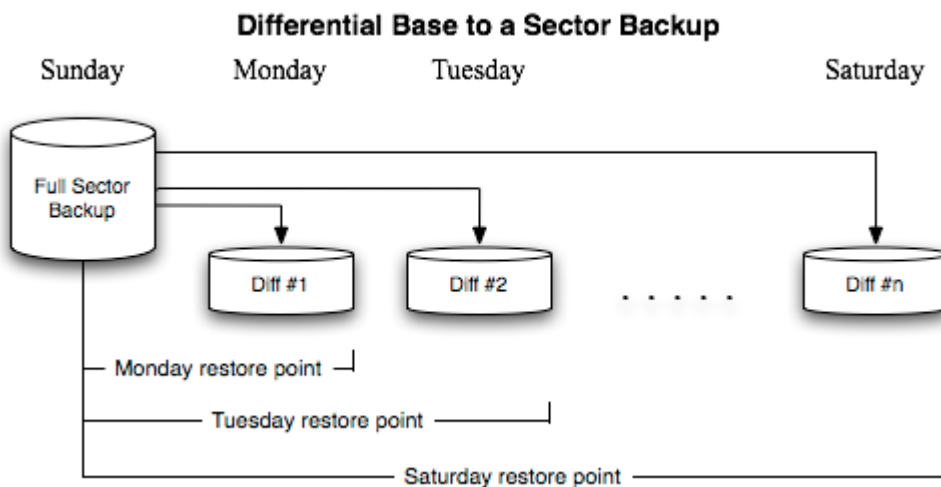 Differential Base to a Sector Backup
Sunday Monday Tuesday Saturday
Full Sector
Backup
Diff #1 Diff #2 . . . . . Diff #n
Monday restore point
Tuesday restore point
Saturday restore point